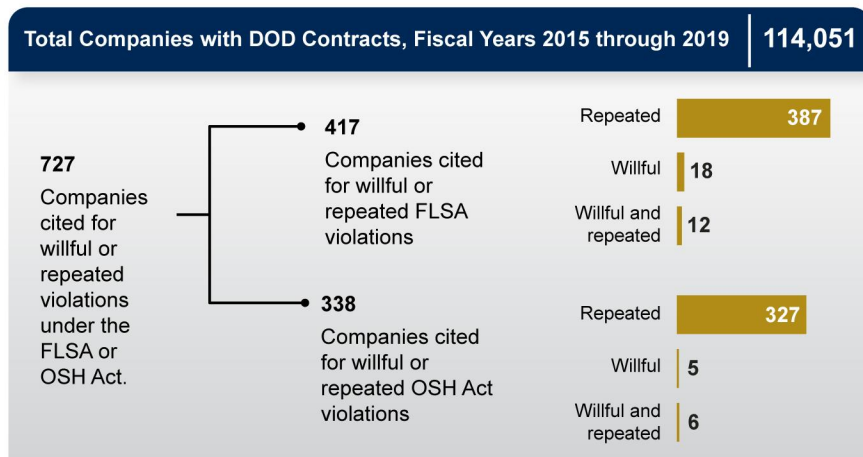 Total Companies with DOD Contracts, Fiscal Years 2015 through 2019
114,051
727
Companies
cited for
willful or
repeated
violations
under the
FLSA or
OSH Act.
417
Companies cited
for willful or
repeated FLSA
violations
Repeated
387
Willful
18
Willful and
repeated
12
338
Companies cited
for willful or
repeated OSH Act
violations
Repeated
327
Willful
5
Willful and
repeated
6